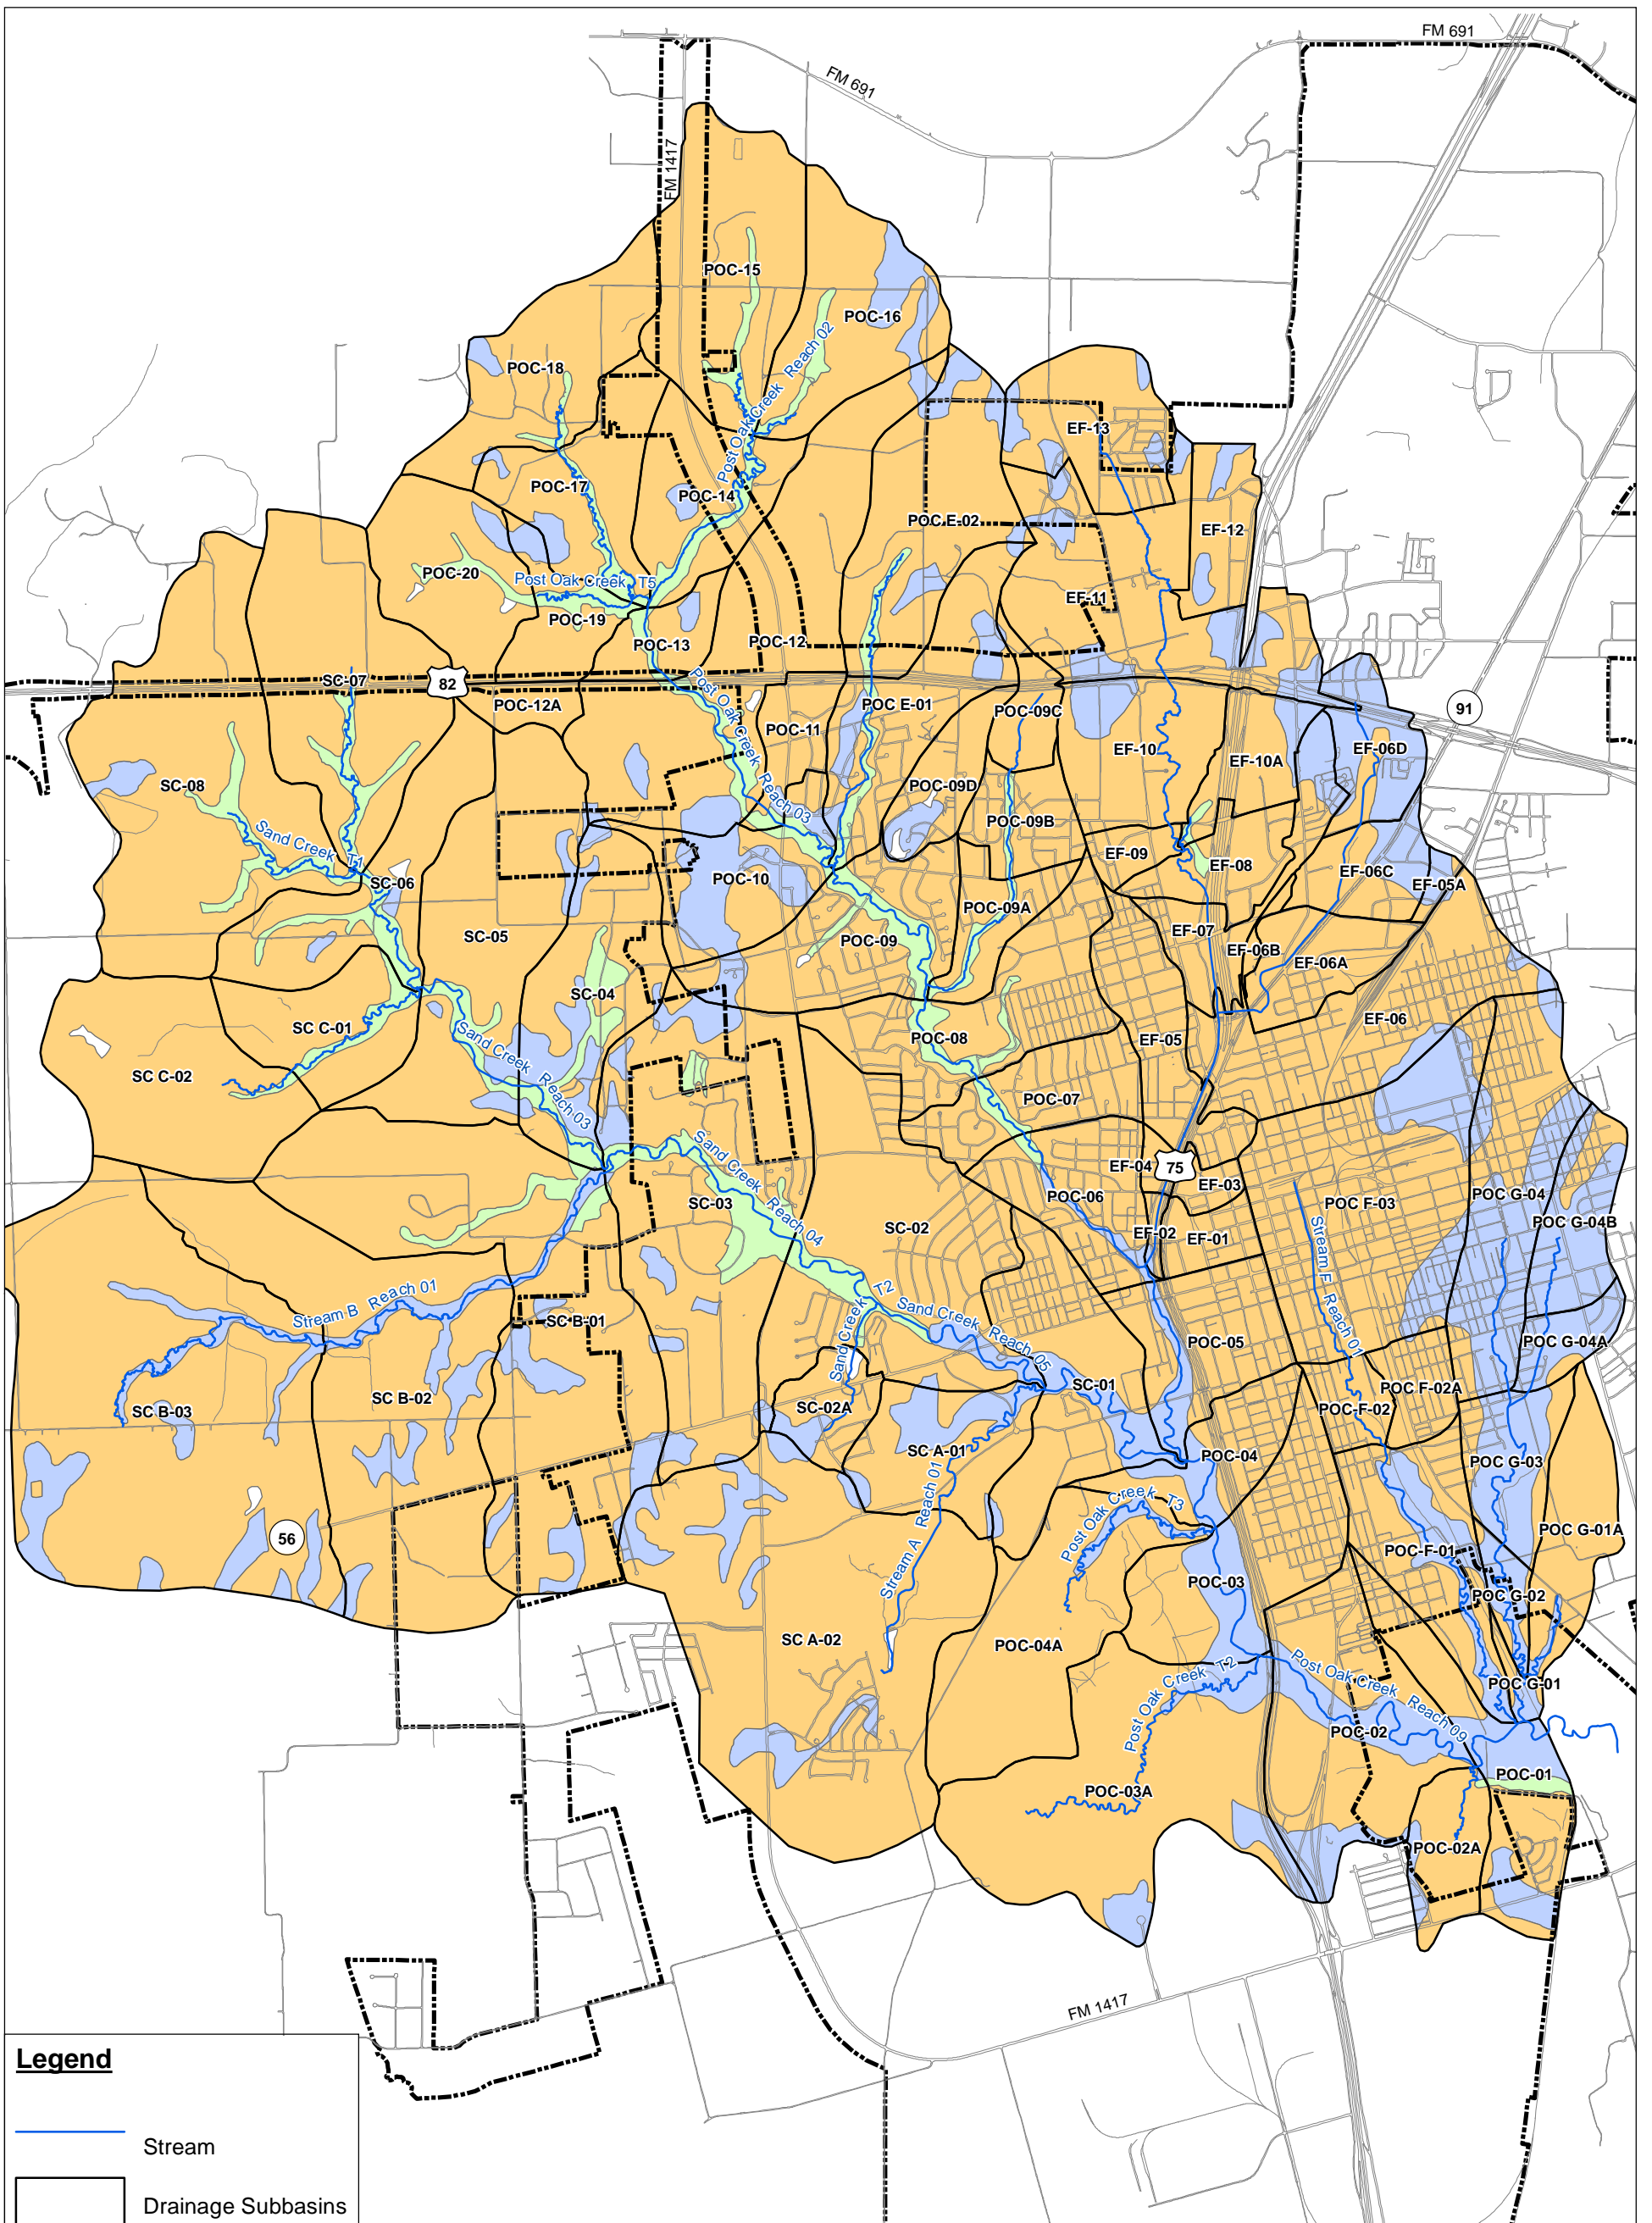 FM 691
FM 691
FM 1417
POC-15
POC-16
Post Oak Creek Reach 02
POC-18
EF-13
POC-17
POC-14
POC E-02
EF-12
POC-20
Post Oak Creek T5
EF-11
POC-19
POC-13
POC-12
SC-07
82
POC-12A
Post Oak Creek Reach 03
POC E-01
POC-09C
91
POC-11
EF-10
EF-06D
EF-10A
SC-08
POC-09D
POC-09B
Sand Creek T1
EF-09
EF-08
SC-06
POC-10
EF-06C
EF-05A
POC-09A
SC-05
POC-09
EF-07
EF-06B
EF-06A
SC-04
SC C-01
EF-06
POC-08
EF-05
Sand Creek Reach 03
SC C-02
POC-07
Sand Creek Reach 04
EF-04
75
EF-03
SC-03
POC-06
POC F-03
POC G-04
SC-02
POC G-04B
EF-02
EF-01
Stream F Reach 01
Stream B Reach 01
Sand Creek T2
Sand Creek Reach 05
SC B-01
POC-05
POC G-04A
SC B-02
SC-01
POC F-02A
SC B-03
SC-02A
POC-F-02
SC A-01
POC-04
POC G-03
Stream A Reach 01
Post Oak Creek T3
56
POC G-01A
POC-F-01
POC-03
POC G-02
SC A-02
POC-04A
Post Oak Creek T2
Post Oak Creek Reach 09
POC G-01
POC-02
POC-01
POC-03A
POC-02A
FM 1417
Legend
Stream
Drainage Subbasins